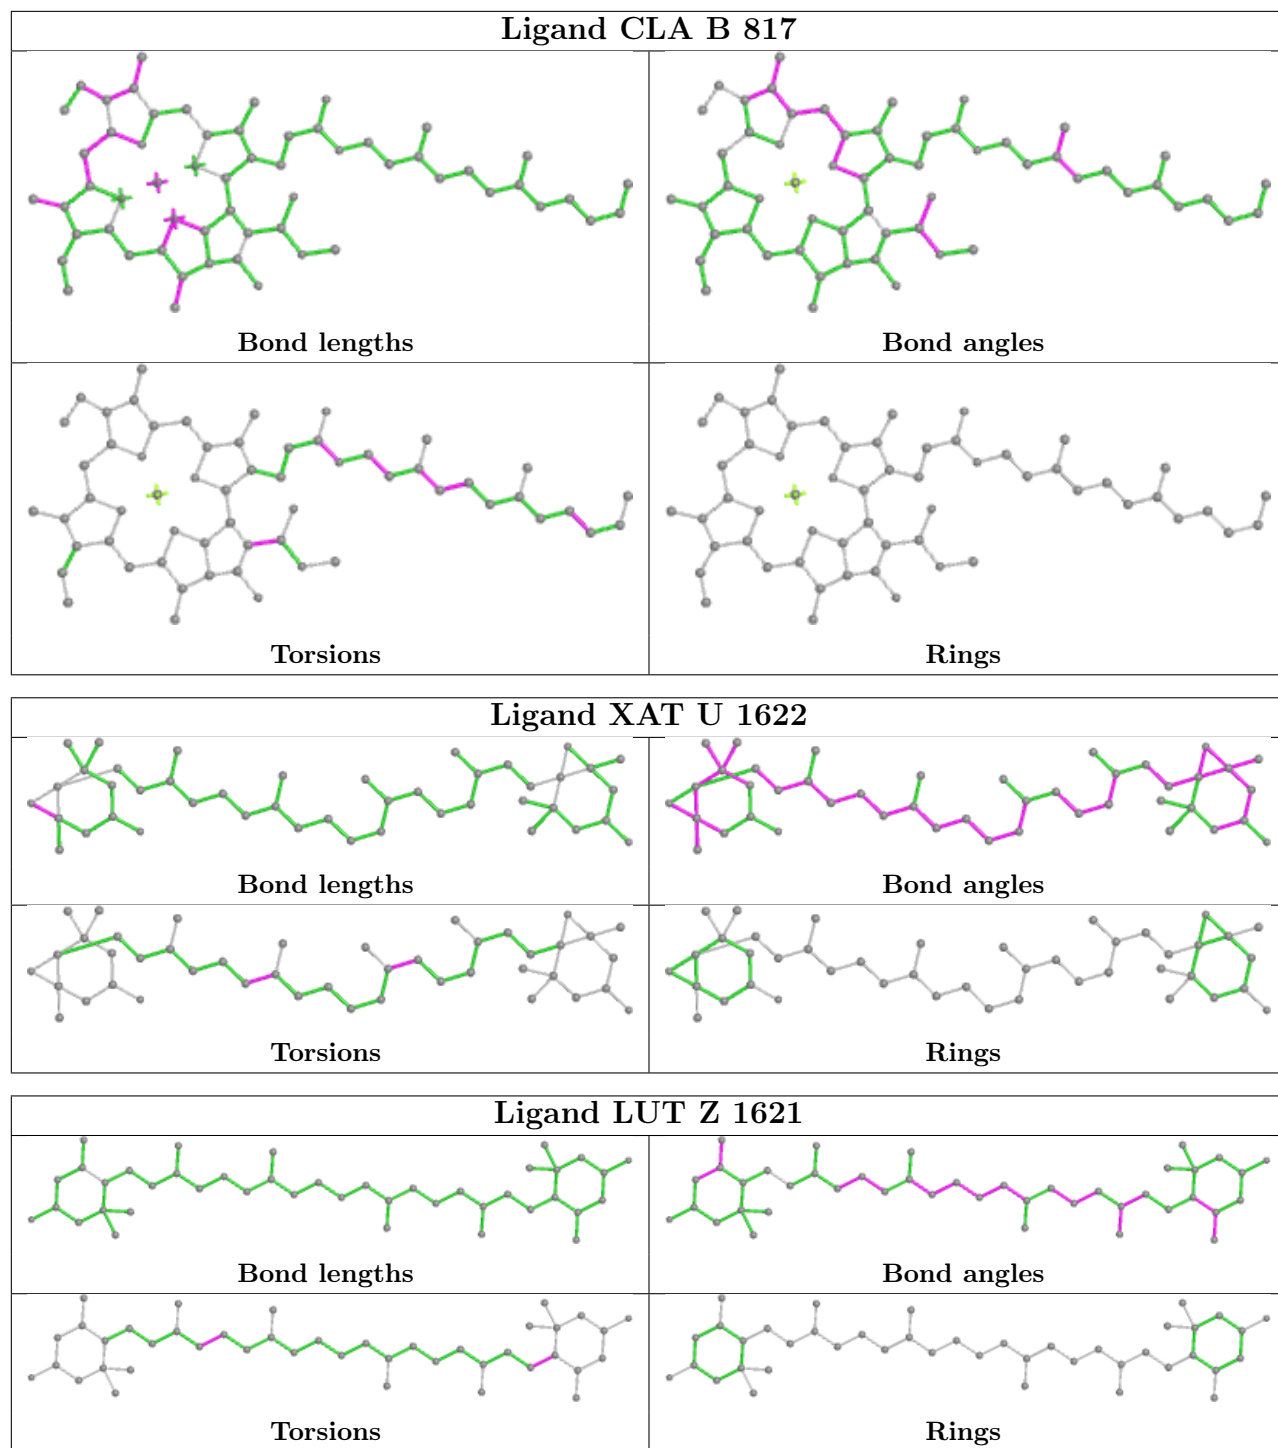 Ligand CLA B 817
Bond lengths
Bond angles
Torsions
Rings
Ligand XAT U 1622
Bond lengths
Bond angles
Torsions
Rings
Ligand LUT Z 1621
Bond lengths
Bond angles
Torsions
Rings